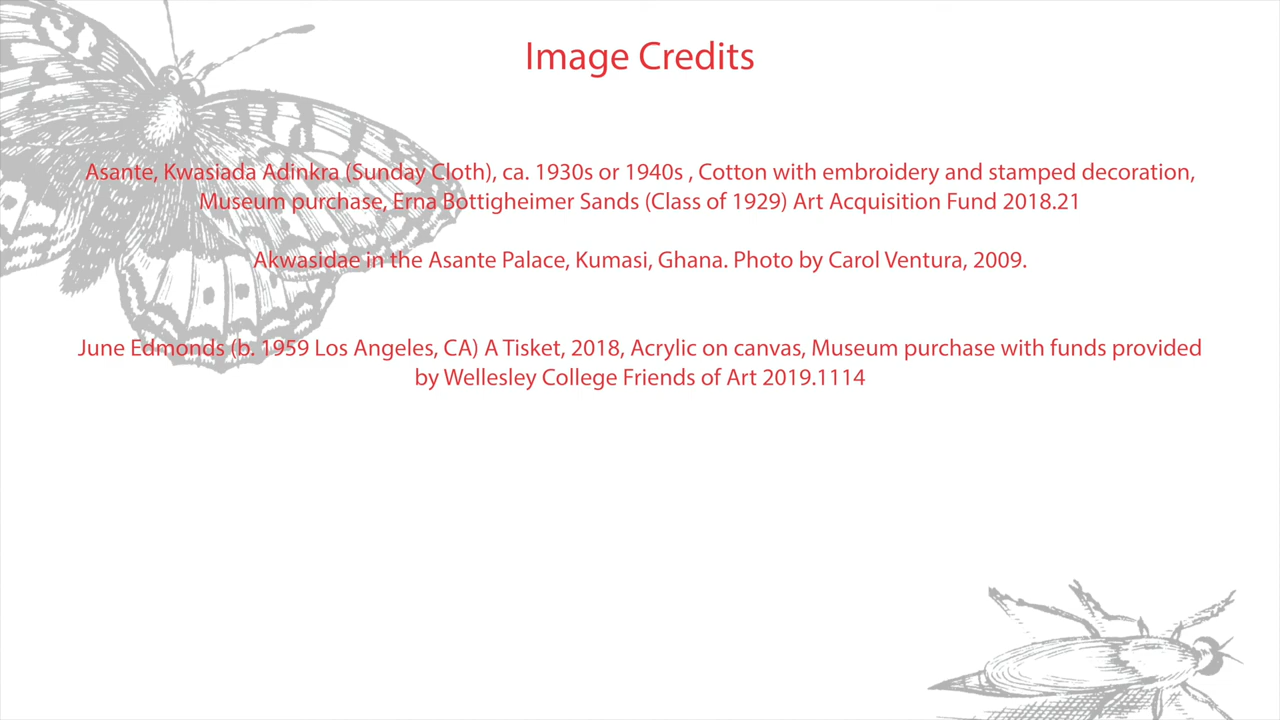 Image Credits
Asante, Kwasiada Adinkra (Sunday Cloth), ca. 1930s or 1940s , Cotton with embroidery and stamped decoration,
Museum purchase, Erna Bottigheimer Sands (Class of 1929) Art Acquisition Fund 2018.21
Akwasidae in the Asante Palace, Kumasi, Ghana. Photo by Carol Ventura, 2009.
June Edmonds (b. 1959 Los Angeles, CA) A Tisket, 2018, Acrylic on canvas, Museum purchase with funds provided
by Wellesley College Friends of Art 2019.1114